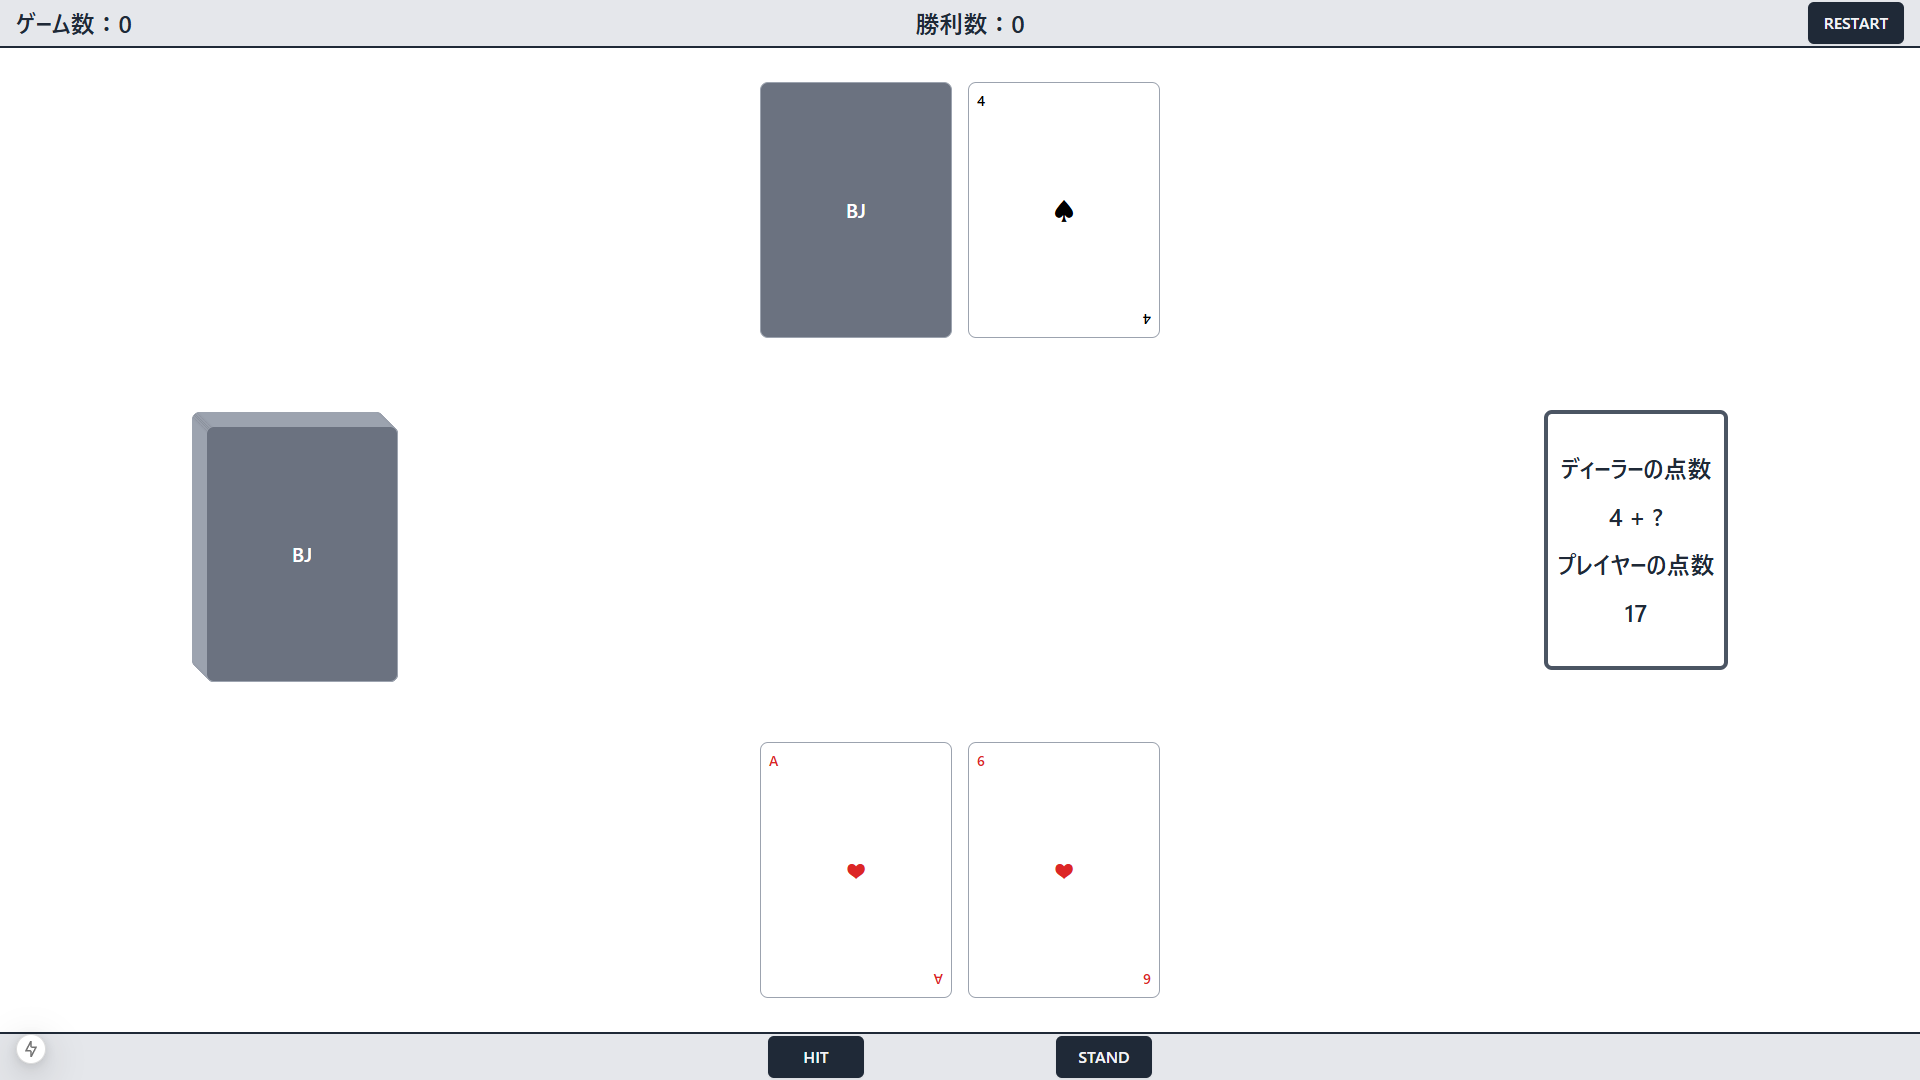 ゲーム数：0
勝利数：0
RESTART
BJ
4
♠
4
BJ
ディーラーの点数
4 + ?
プレイヤーの点数
17
A
♥
A
6
♥
6
HIT
STAND